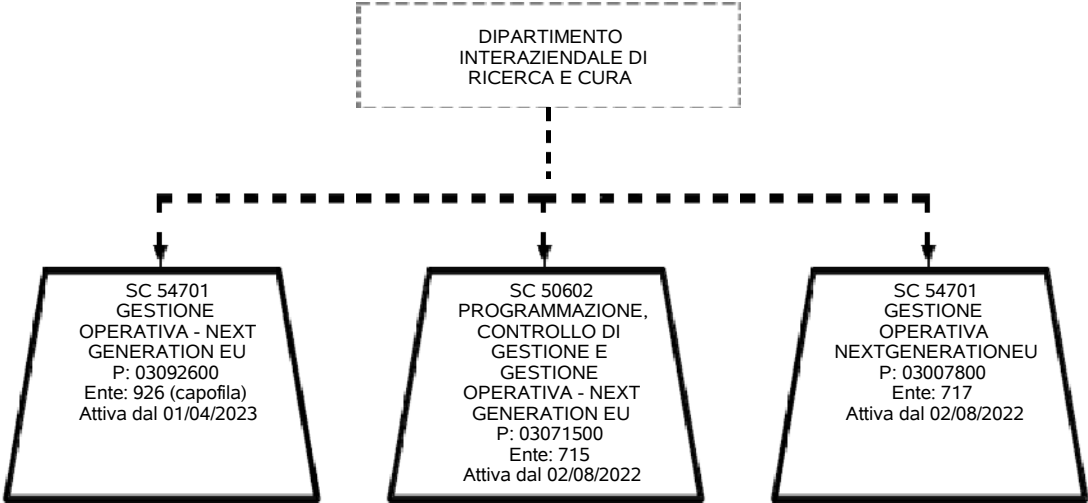 DIPARTIMENTO
INTERAZIENDALE DI
RICERCA E CURA
SC 54701
GESTIONE
OPERATIVA - NEXT
GENERATION EU
P: 03092600
Ente: 926 (capofila)
Attiva dal 01/04/2023
SC 50602
PROGRAMMAZIONE,
CONTROLLO DI
GESTIONE E
GESTIONE
OPERATIVA - NEXT
GENERATION EU
P: 03071500
Ente: 715
Attiva dal 02/08/2022
SC 54701
GESTIONE
OPERATIVA
NEXTGENERATIONEU
P: 03007800
Ente: 717
Attiva dal 02/08/2022